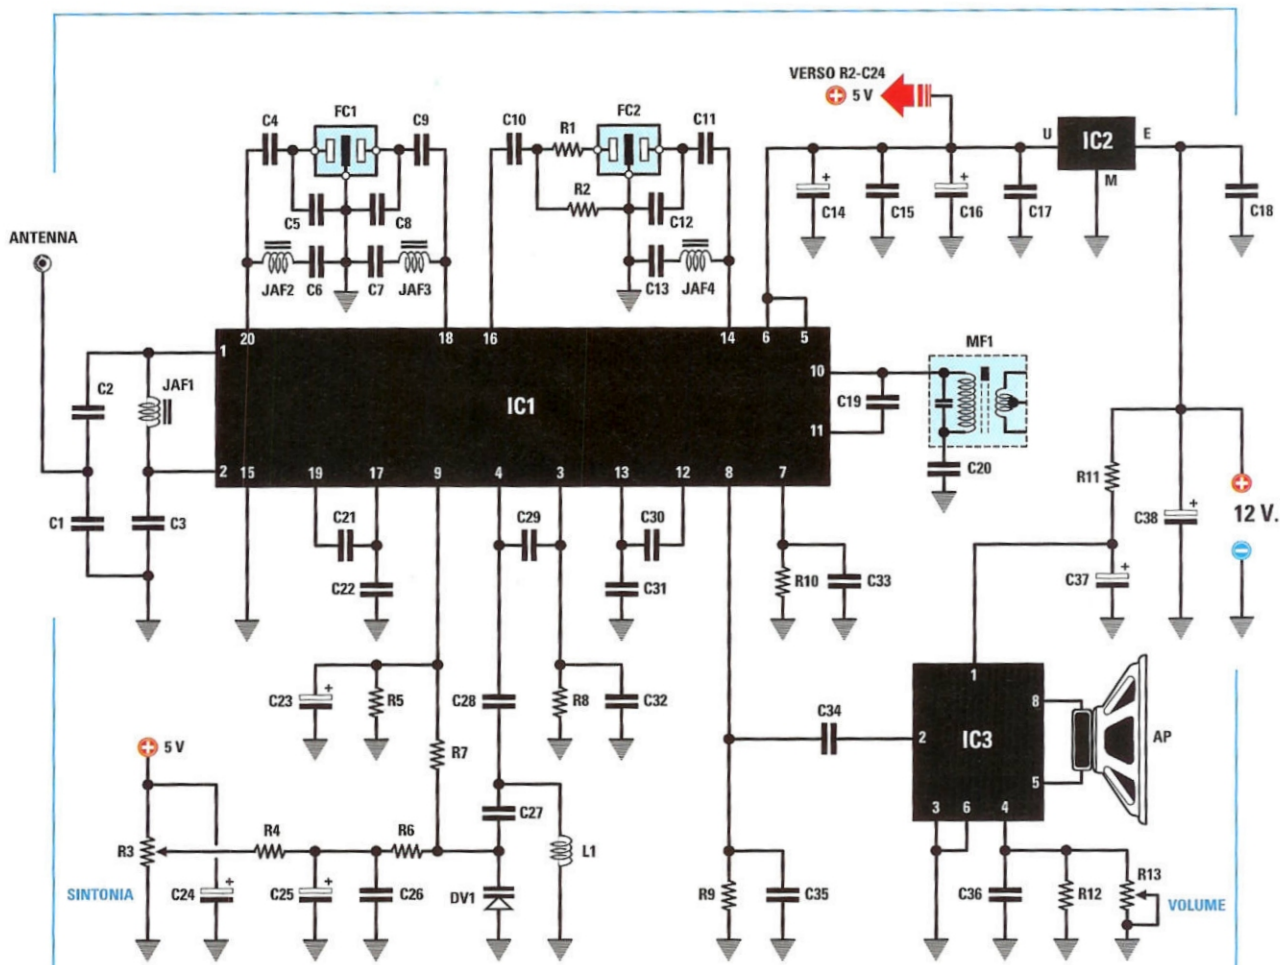 VERSO R2-C24
5 V
FC1
FC2
C4
C9
C10
R1
C11
U
IC2
E
M
R2
C5
C8
C12
C14
C15
C16
C17
C18
ANTENNA
JAF2
C6
C7
JAF3
C13
JAF4
20
18
16
14
6
5
MF1
1
C2
JAF1
IC1
10
C19
11
2
15
19
17
9
4
3
13
12
8
7
C20
R11
C1
C3
C21
C29
C30
C38
12 V.
C22
C31
R10
C33
C37
C23
R5
C28
R8
C32
1
C34
8
2
IC3
AP
5 V
R7
5
C27
3
6
4
R3
R4
R6
L1
SINTONIA
C24
C25
C26
DV1
R9
C35
C36
R12
R13
VOLUME